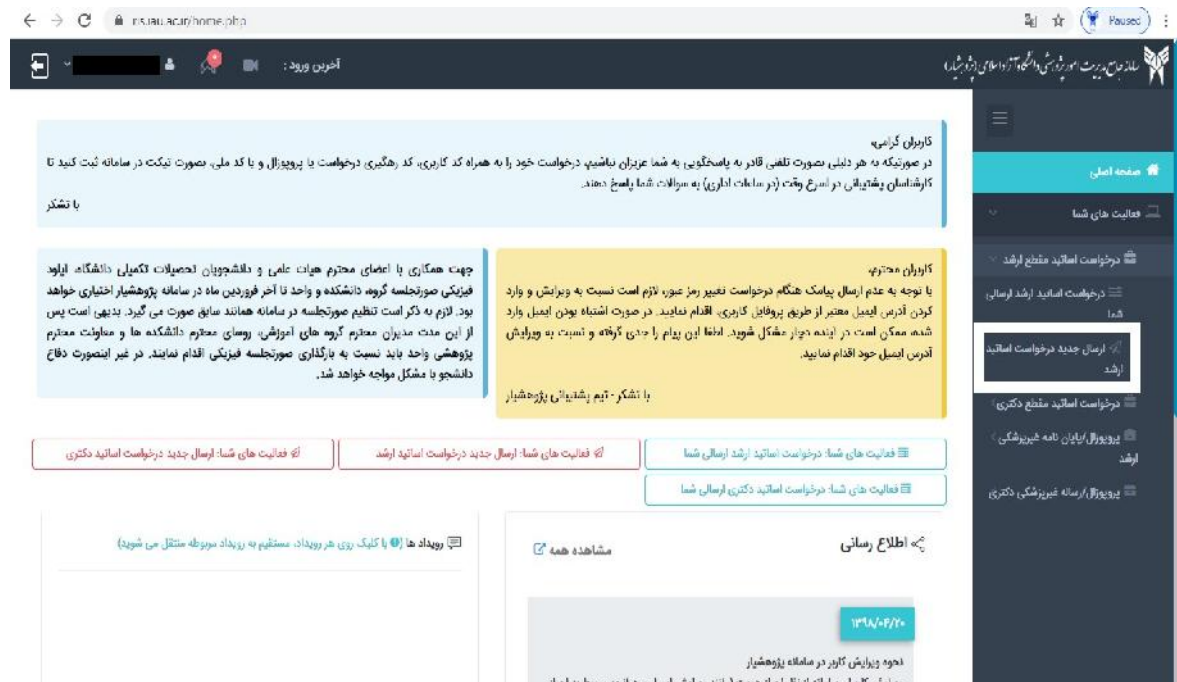 ris.iau.ac.ir/home.php
Paused
سامانه جامع مدیریت امور پژوهشی دانشگاه آزاد اسلامی (پژوهشیار)
آخرین ورود :
صفحه اصلی
فعالیت های شما
درخواست اساتید مقطع ارشد
درخواست اساتید ارشد ارسالی
شما
ارسال جدید درخواست اساتید
ارشد
درخواست اساتید مقطع دکتری
پروپوزال/پایان نامه غیرپزشکی
ارشد
پروپوزال/رساله غیرپزشکی دکتری
کاربران گرامی،
در صورتیکه به هر دلیلی بصورت تلفنی قادر به پاسخگویی به شما عزیزان نباشیم، درخواست خود را به همراه کد کاربری، کد رهگیری درخواست یا پروپوزال و یا کد ملی، بصورت تیکت در سامانه ثبت کنید تا
کارشناسان پشتیبانی در اسرع وقت (در ساعات اداری) به سوالات شما پاسخ دهند.
با تشکر
کاربران محترم،
با توجه به عدم ارسال پیامک هنگام درخواست تغییر رمز عبور، لازم است نسبت به ویرایش و وارد
کردن آدرس ایمیل معتبر از طریق پروفایل کاربری، اقدام نمایید. در صورت اشتباه بودن ایمیل وارد
شده، ممکن است در آینده دچار مشکل شوید. لطفا این پیام را جدی گرفته و نسبت به ویرایش
آدرس ایمیل خود اقدام نمایید.
با تشکر - تیم پشتیبانی پژوهشیار
جهت همکاری با اعضای محترم هیات علمی و دانشجویان تحصیلات تکمیلی دانشگاه، آپلود
فیزیکی صورتجلسه گروه، دانشکده و واحد تا آخر فروردین ماه در سامانه پژوهشیار اختیاری خواهد
بود. لازم به ذکر است تنظیم صورتجلسه در سامانه همانند سابق صورت می گیرد. بدیهی است پس
از این مدت مدیران محترم گروه های آموزشی، روسای محترم دانشکده ها و معاونت محترم
پژوهشی واحد باید نسبت به بارگذاری صورتجلسه فیزیکی اقدام نمایند. در غیر اینصورت دفاع
دانشجو با مشکل مواجه خواهد شد.
فعالیت های شما: درخواست اساتید ارشد ارسالی شما
فعالیت های شما: ارسال جدید درخواست اساتید ارشد
فعالیت های شما: ارسال جدید درخواست اساتید دکتری
فعالیت های شما: درخواست اساتید دکتری ارسالی شما
اطلاع رسانی
مشاهده همه
رویداد ها (با کلیک روی هر رویداد، مستقیم به رویداد مربوطه منتقل می شوید)
۱۳۹۸/۰۴/۲۰
نحوه ویرایش کاربر در سامانه پژوهشیار